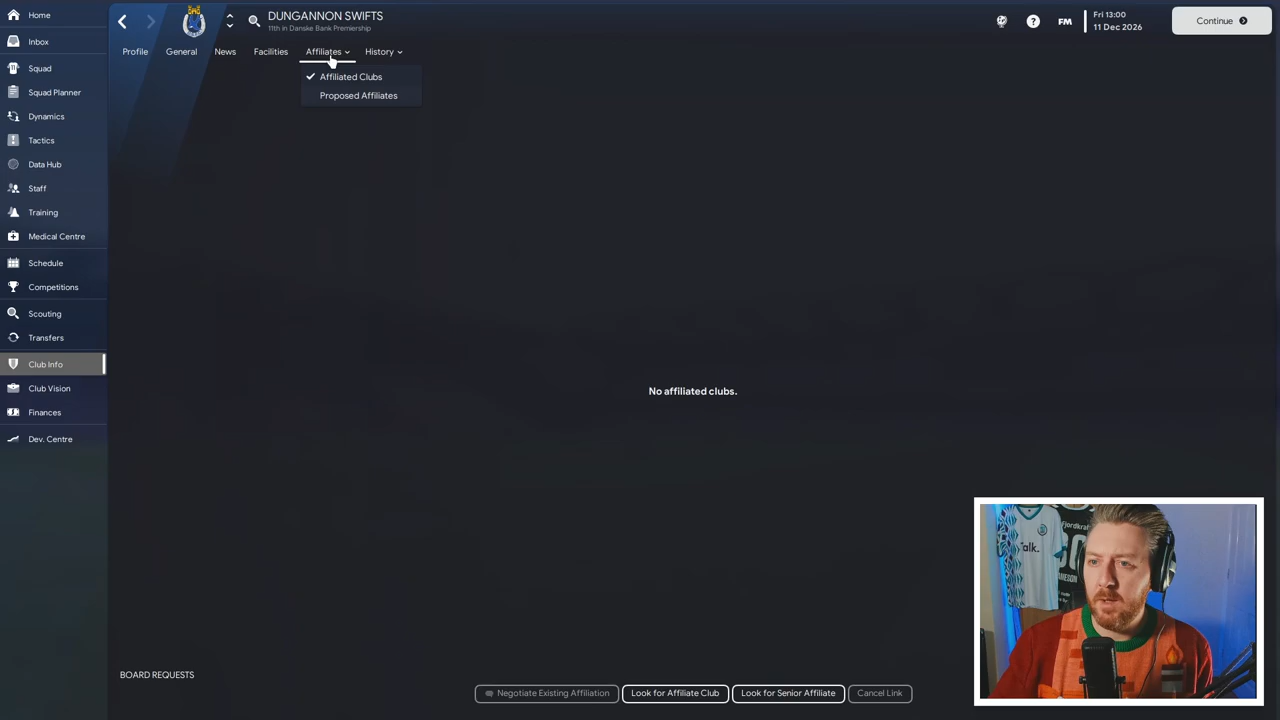 Home
Inbox
Squad
Squad Planner
Dynamics
Tactics
Data Hub
Staff
Training
Medical Centre
Schedule
Competitions
Scouting
Transfers
Club Info
Club Vision
Finances
Dev. Centre
DUNGANNON SWIFTS
11th in Danske Bank Premiership
FM
Fri 13:00
11 Dec 2026
Continue
Profile
General
News
Facilities
Affiliates
History
Affiliated Clubs
Proposed Affiliates
No affiliated clubs.
BOARD REQUESTS
Negotiate Existing Affiliation
Look for Affiliate Club
Look for Senior Affiliate
Cancel Link
Talk.
Fjordkraft
JAMIESON